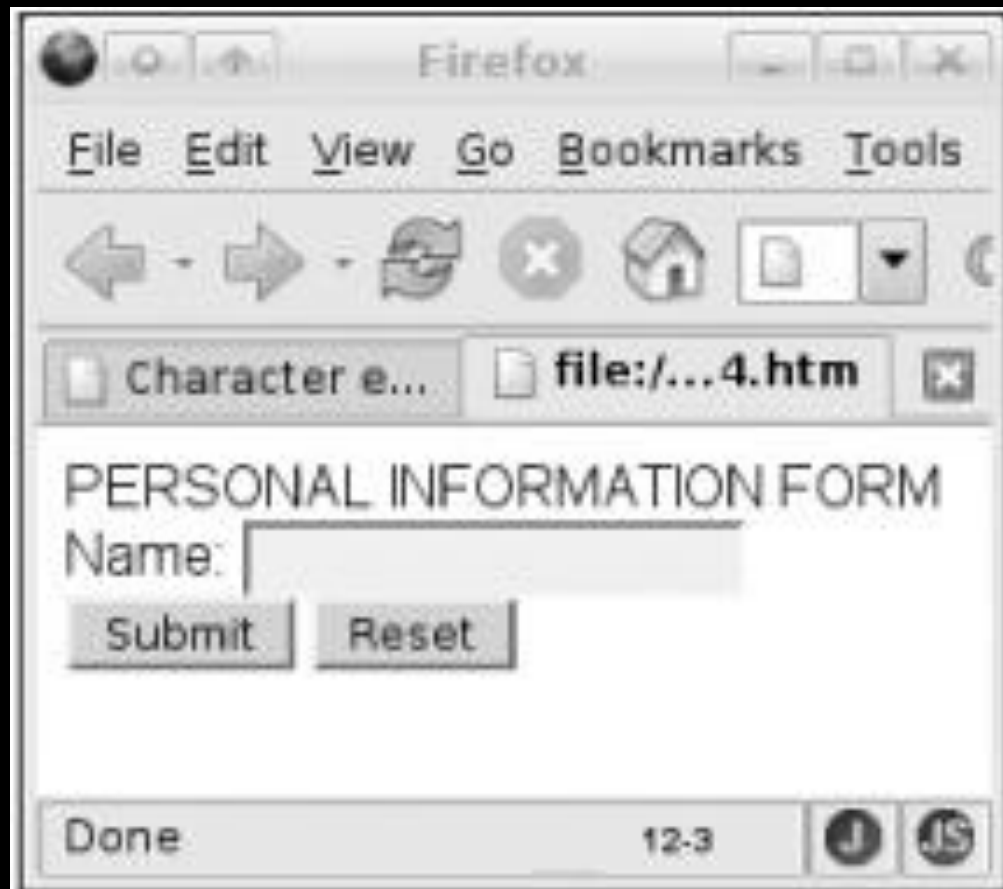 Firefox
File Edit View Go Bookmarks Tools
Character e... file:/...4.htm
PERSONAL INFORMATION FORM
Name:
Submit Reset
Done 12-3 J JS